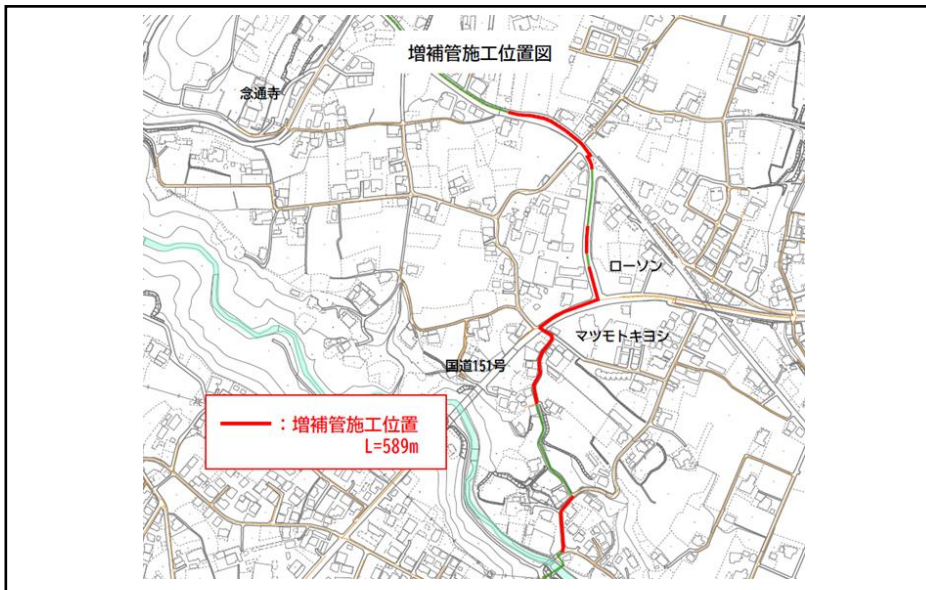 増補管施工位置図
念通寺
ローソン
マツモトキヨシ
国道151号
：増補管施工位置
L=589m